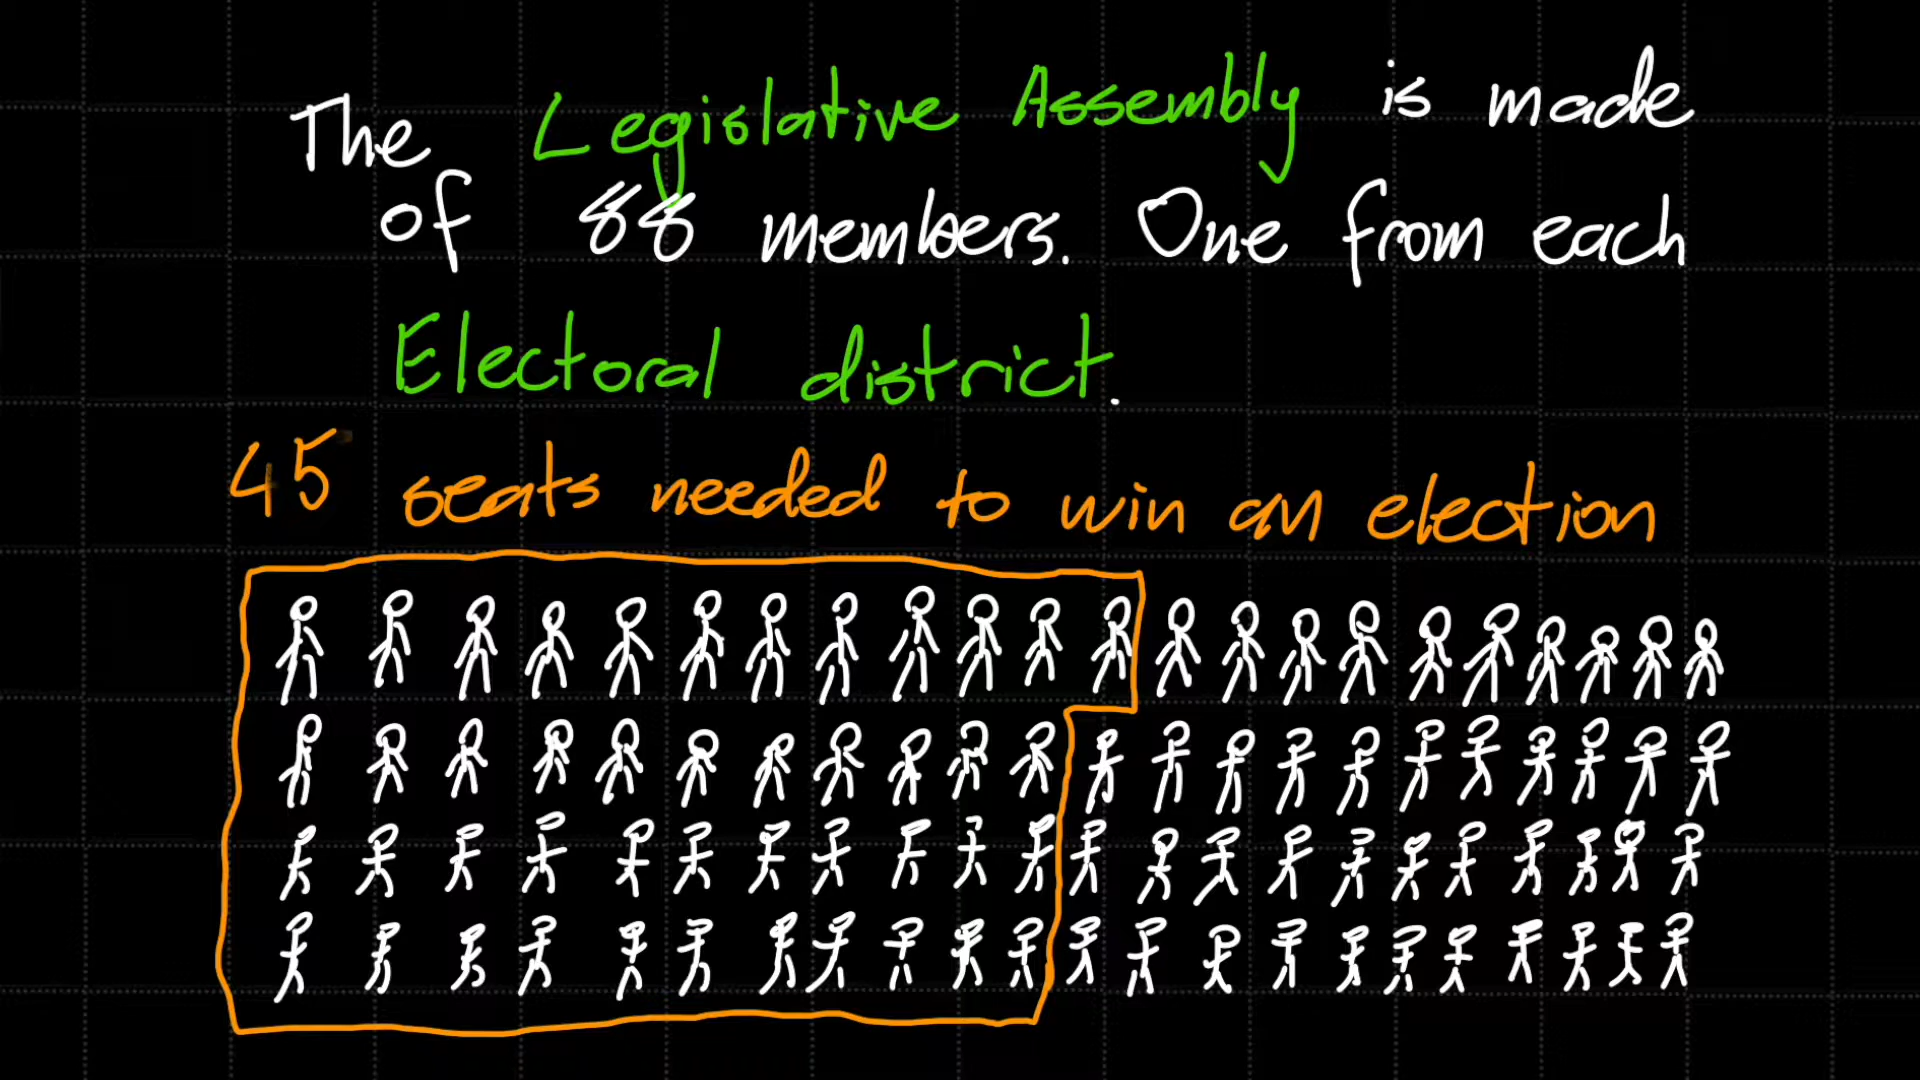 The Legislative Assembly is made
of 88 members. One from each
Electoral district.
45 seats needed to win an election